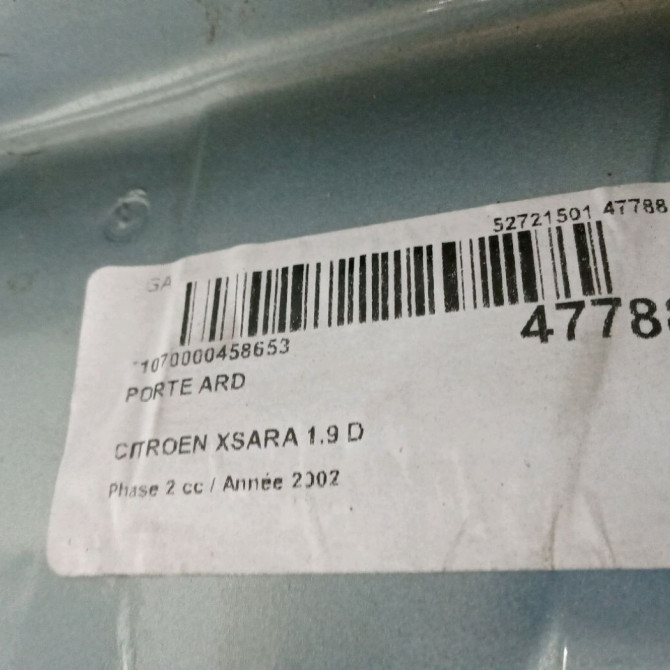 52721501 47788
GA
4778
*1070000458653
PORTE ARD
CITROEN XSARA 1.9 D
Phase 2 cc / Année 2002